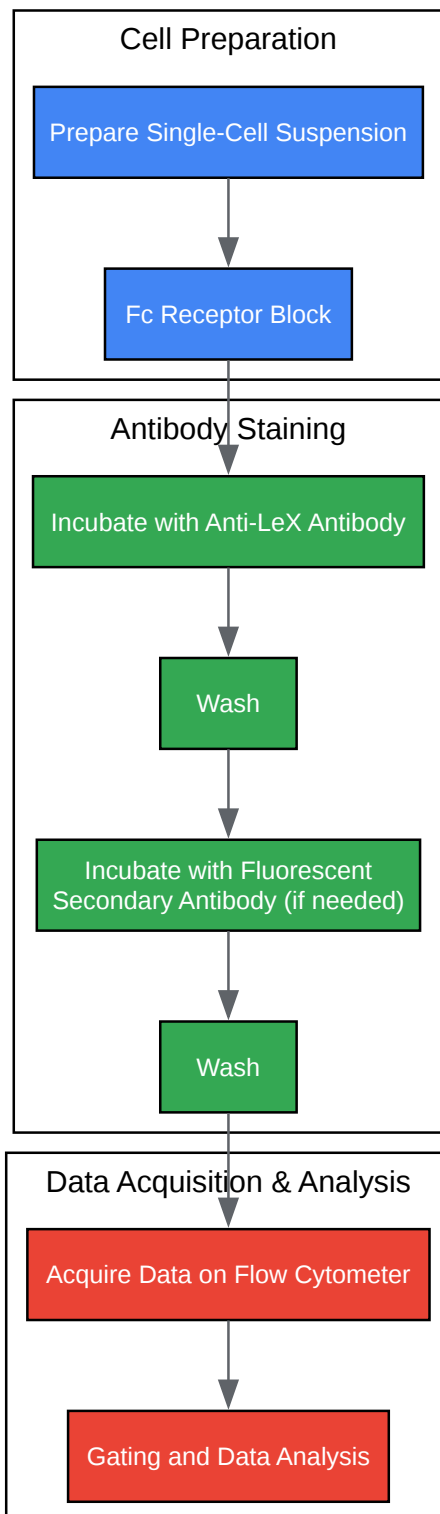 Cell Preparation
Prepare Single-Cell Suspension
Fc Receptor Block
Antibody Staining
Incubate with Anti-LeX Antibody
Wash
Incubate with Fluorescent
Secondary Antibody (if needed)
Wash
Data Acquisition & Analysis
Acquire Data on Flow Cytometer
Gating and Data Analysis